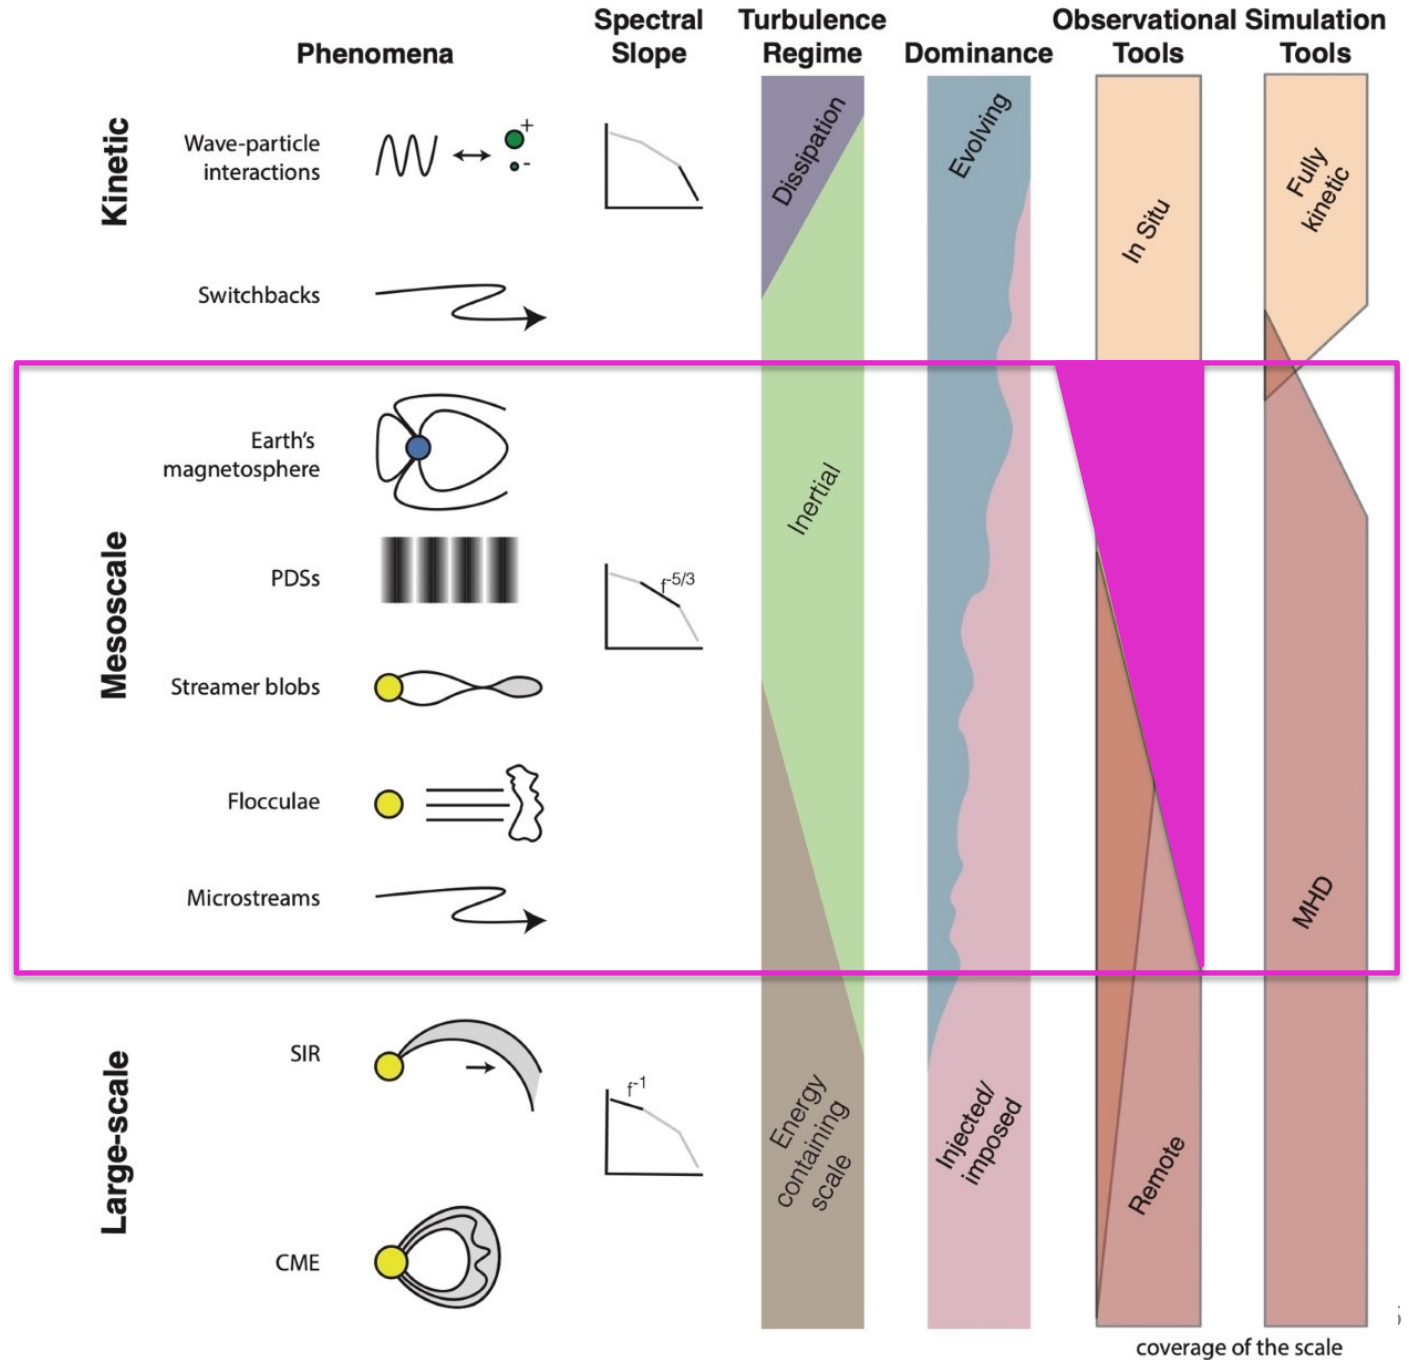 Phenomena
Spectral
Slope
Turbulence
Regime
Dominance
Observational
Tools
Simulation
Tools
Kinetic
Wave-particle
interactions
+
-
Switchbacks
Dissipation
Evolving
In Situ
Fully
kinetic
Mesoscale
Earth's
magnetosphere
PDSs
Streamer blobs
Flocculae
Microstreams
f-5/3
Inertial
MHD
Large-scale
SIR
CME
f-1
Energy
containing
scale
Injected/
imposed
Remote
coverage of the scale